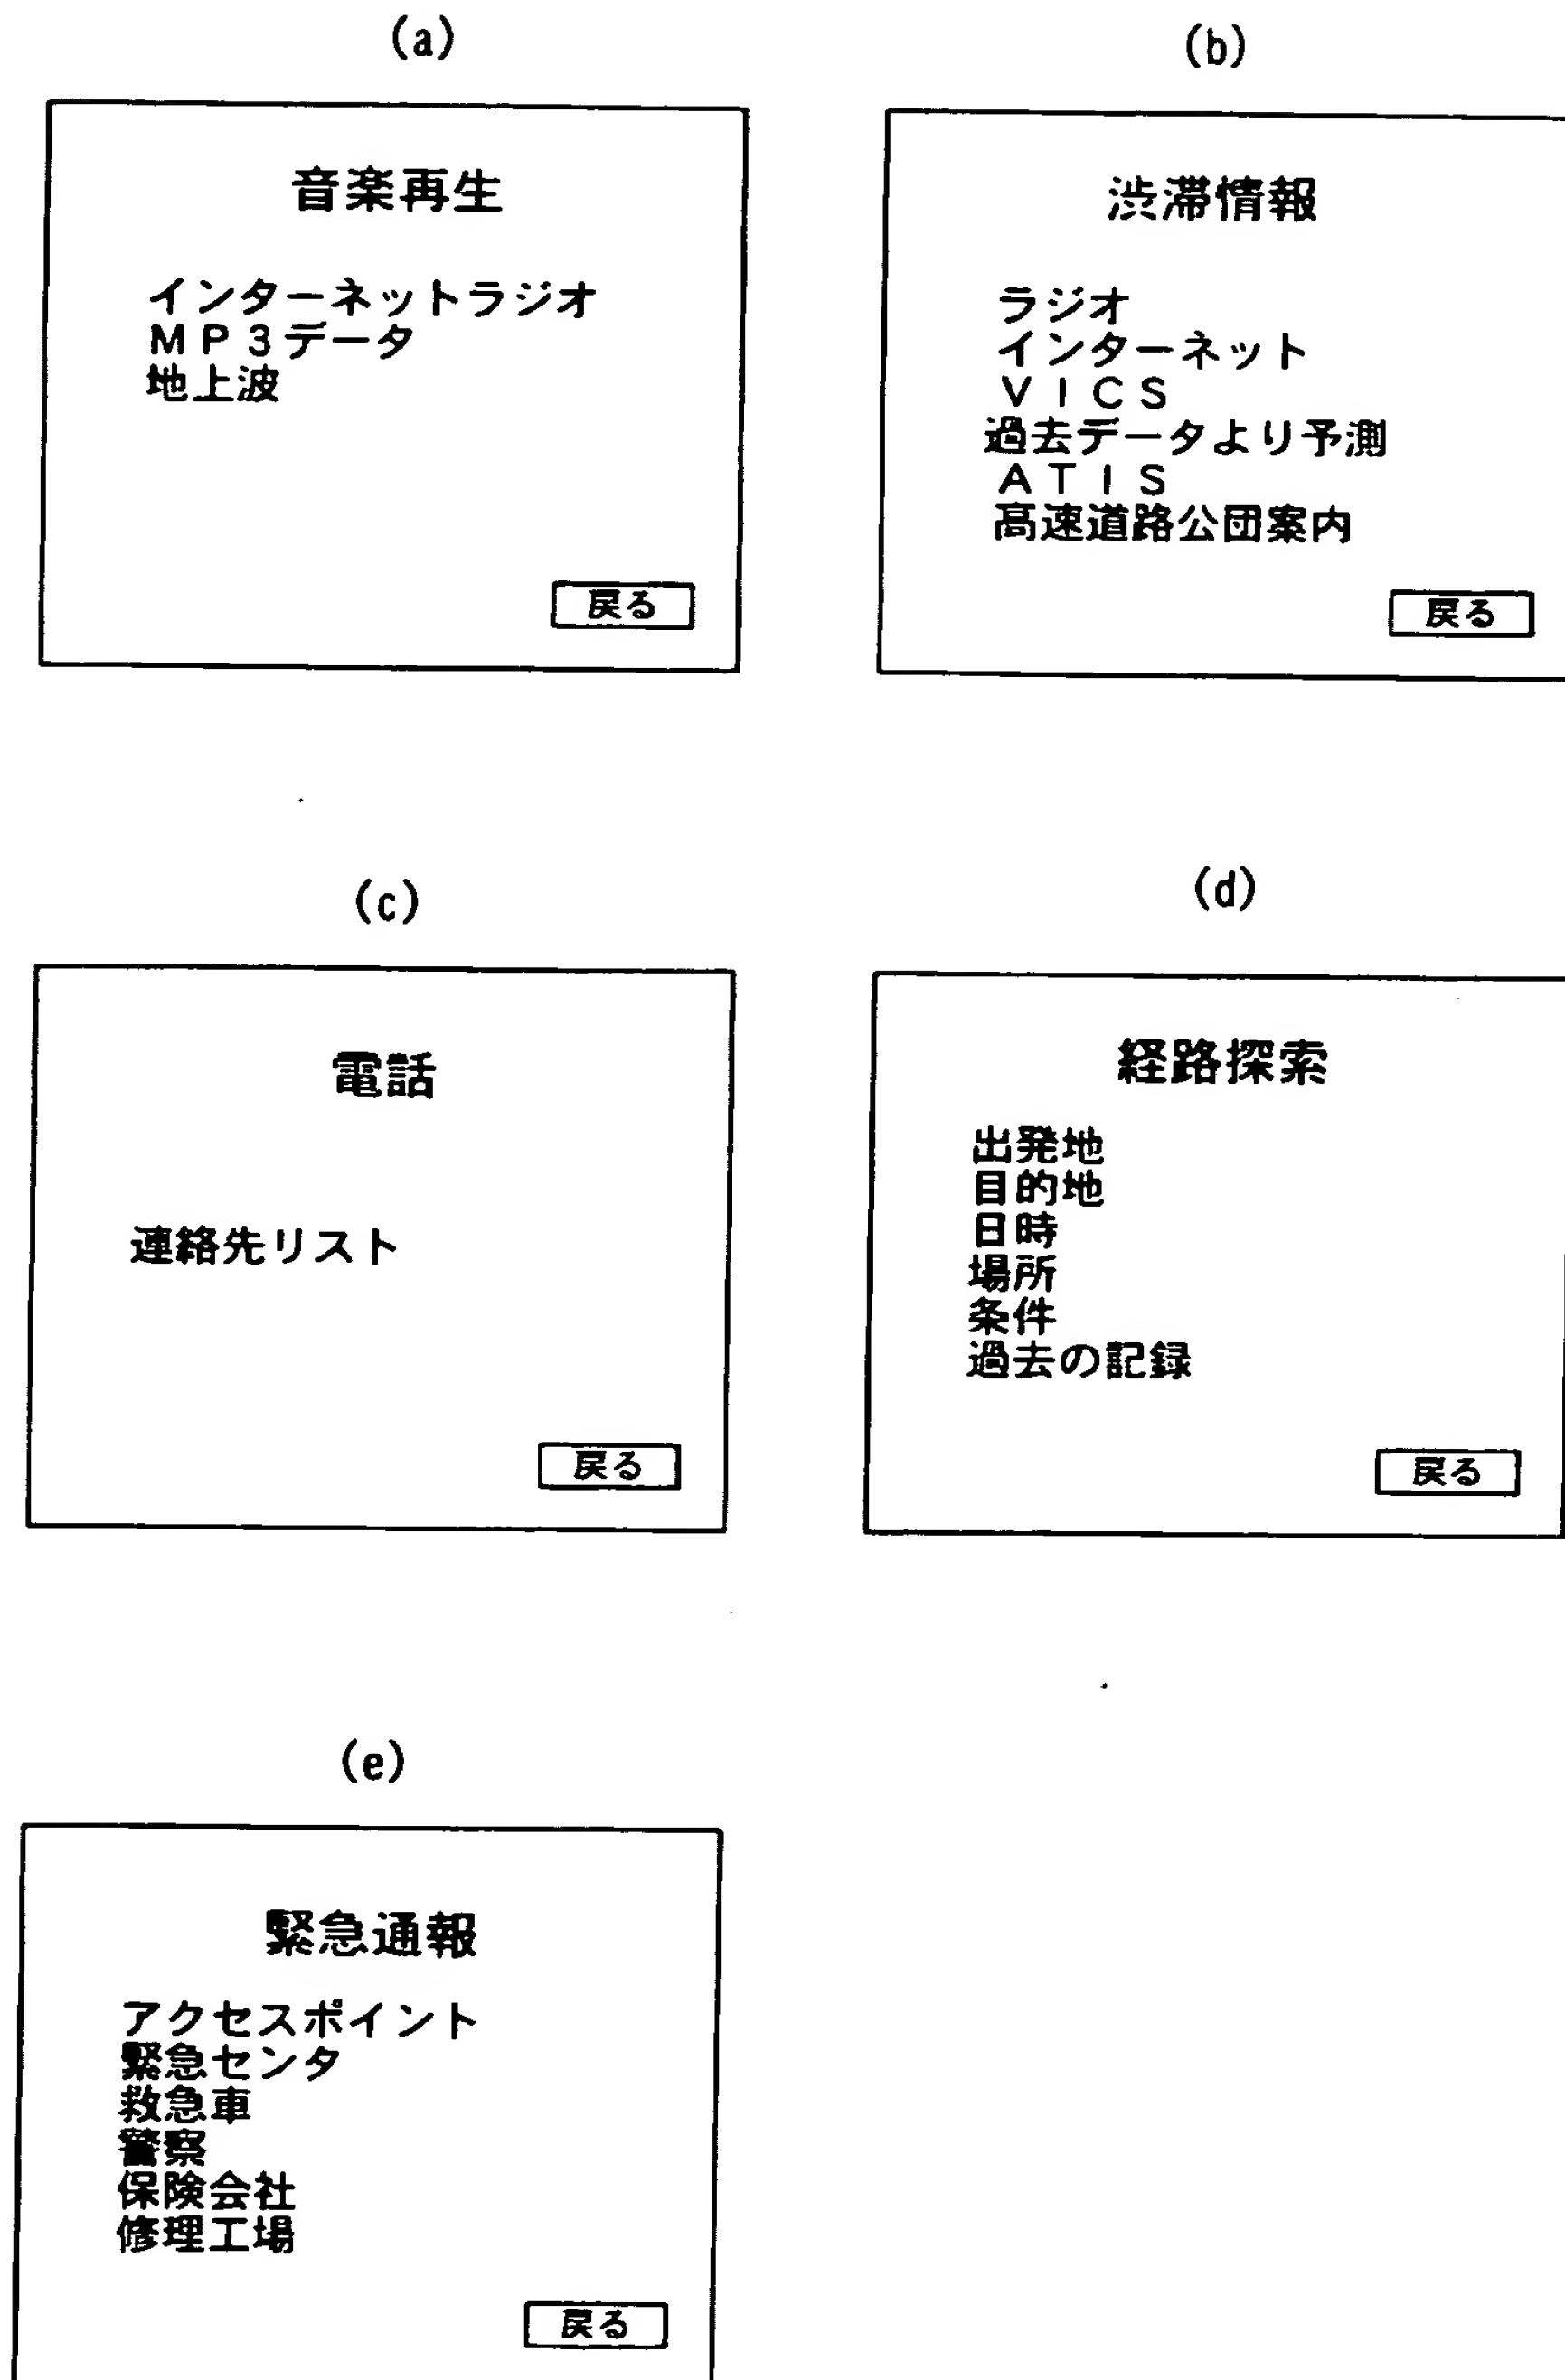 (a)
音楽再生
インターネットラジオ
MP3データ
地上波
戻る
(b)
渋滞情報
ラジオ
インターネット
VICS
過去データより予測
ATIS
高速道路公団案内
戻る
(c)
電話
連絡先リスト
戻る
(d)
経路探索
出発地
目的地
日時
場所
条件
過去の記録
戻る
(e)
緊急通報
アクセスポイント
緊急センタ
救急車
警察
保険会社
修理工場
戻る